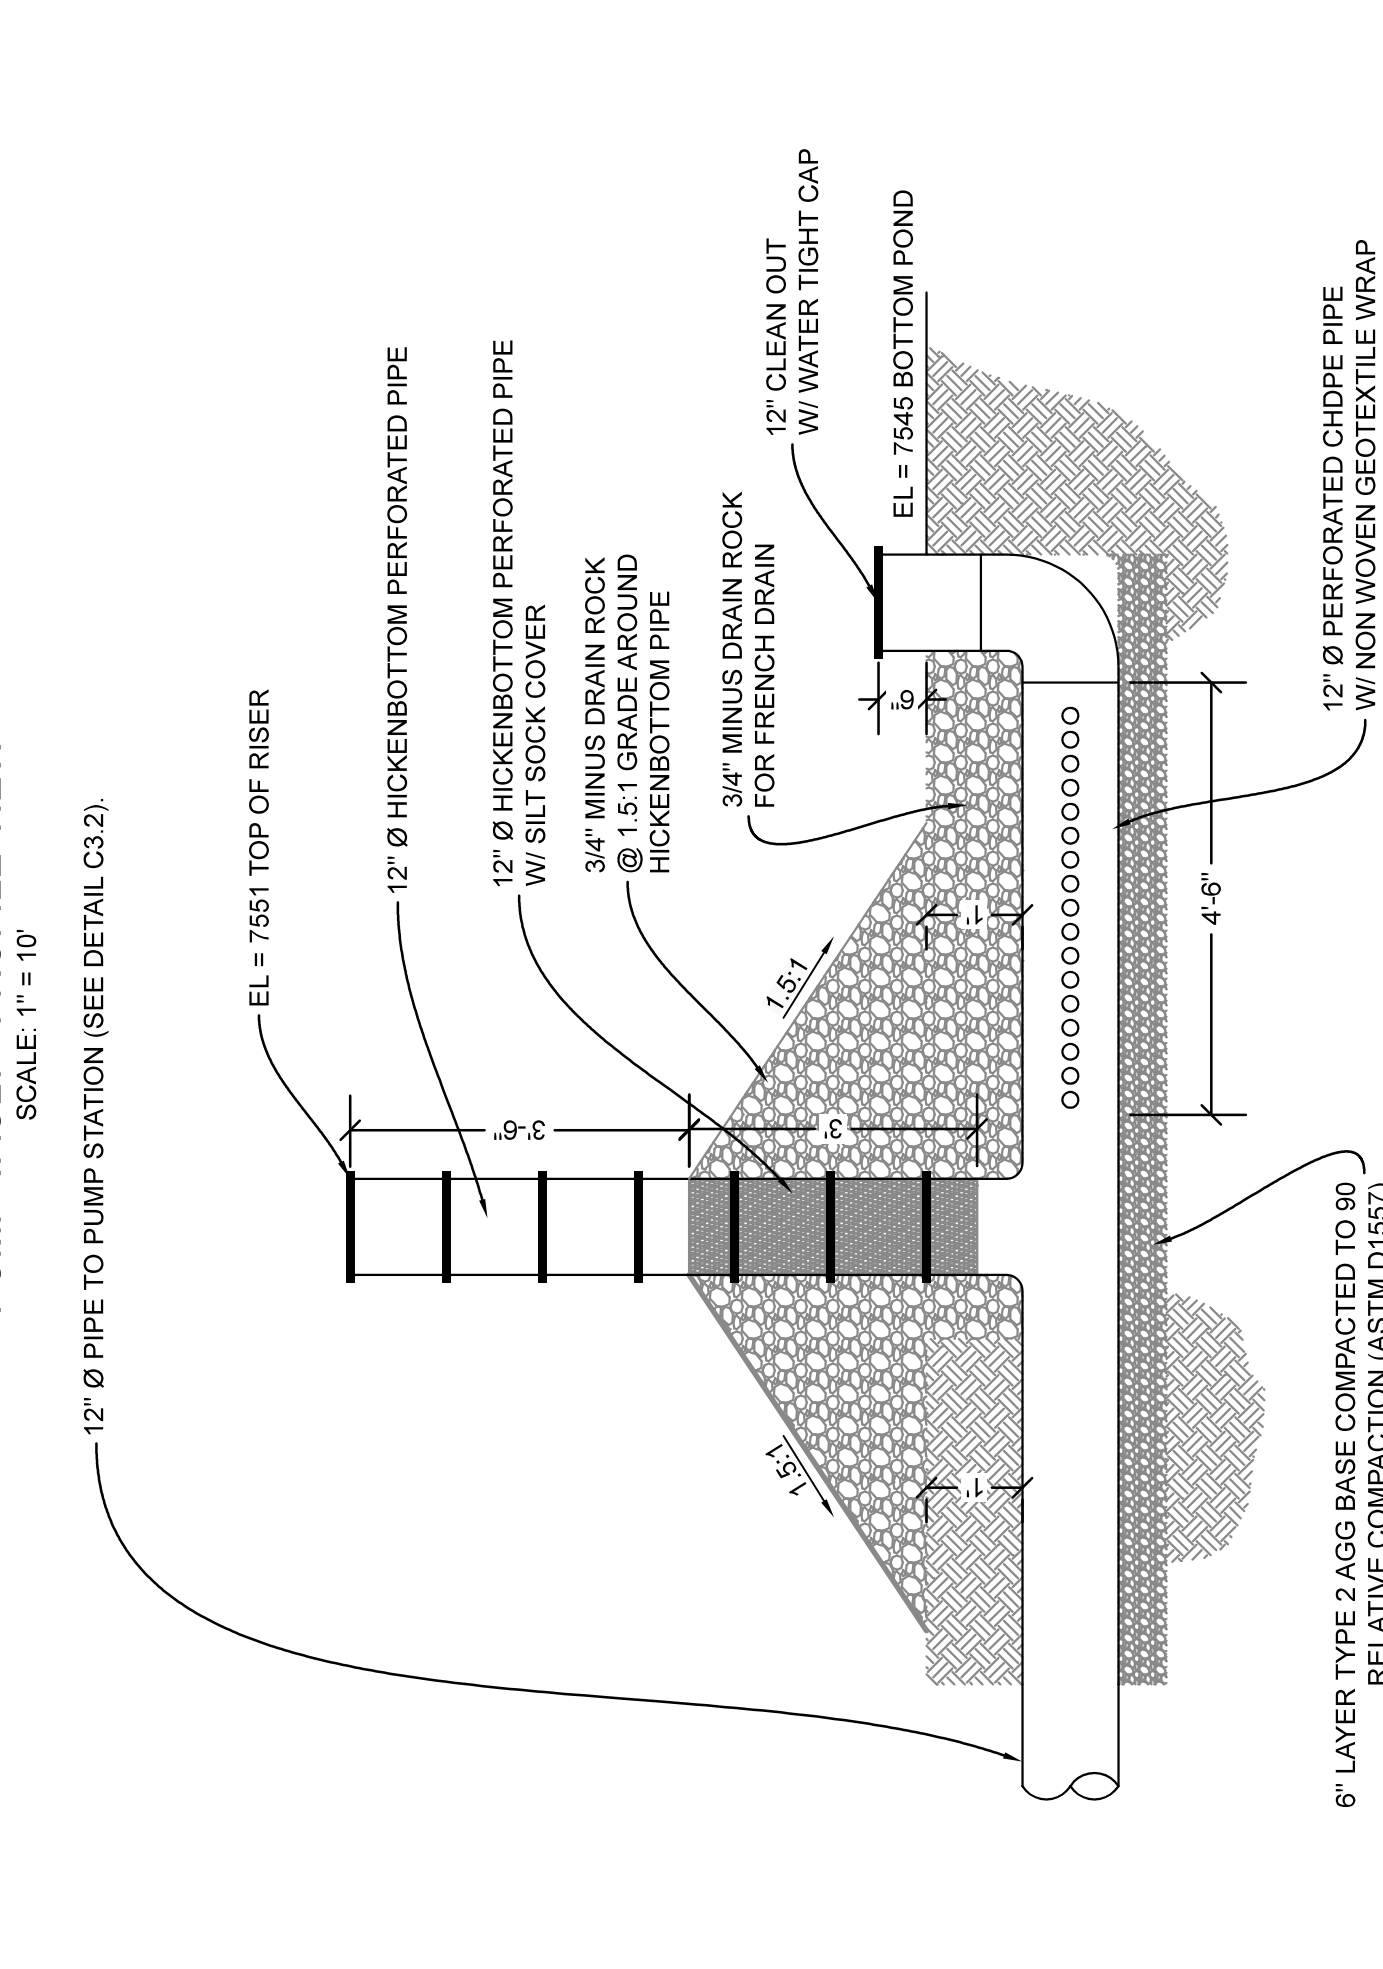 SCALE: 1" = 10'
12" Ø PIPE TO PUMP STATION (SEE DETAIL C3.2).
EL = 7551 TOP OF RISER
12" Ø HICKENBOTTOM PERFORATED PIPE
3'-6"
12" Ø HICKENBOTTOM PERFORATED PIPE
W/ SILT SOCK COVER
3/4" MINUS DRAIN ROCK
@ 1.5:1 GRADE AROUND
HICKENBOTTOM PIPE
3/4" MINUS DRAIN ROCK
FOR FRENCH DRAIN
12" CLEAN OUT
W/ WATER TIGHT CAP
1.5:1
1.5:1
3'
EL = 7545 BOTTOM POND
6"
1'
1'
4'-6"
12" Ø PERFORATED CHDPE PIPE
W/ NON WOVEN GEOTEXTILE WRAP
6" LAYER TYPE 2 AGG BASE COMPACTED TO 90
RELATIVE COMPACTION (ASTM D1557)